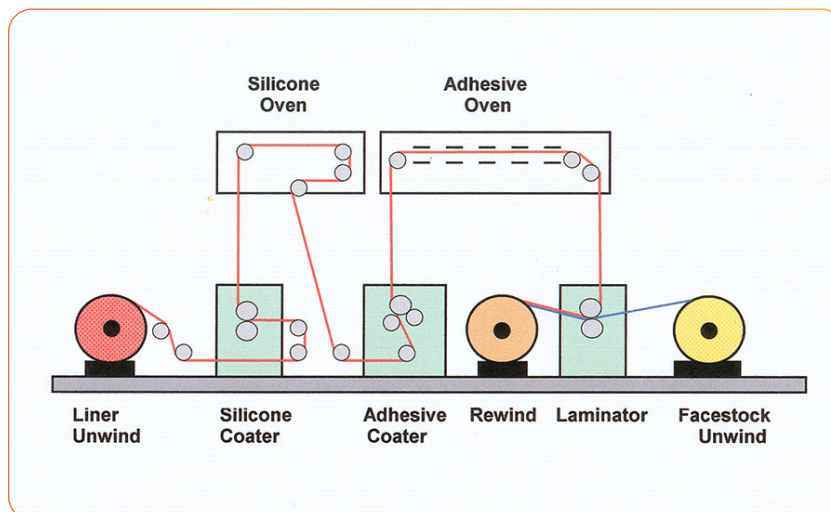 Silicone
Oven
Adhesive
Oven
Liner
Unwind
Silicone
Coater
Adhesive
Coater
Rewind
Laminator
Facestock
Unwind